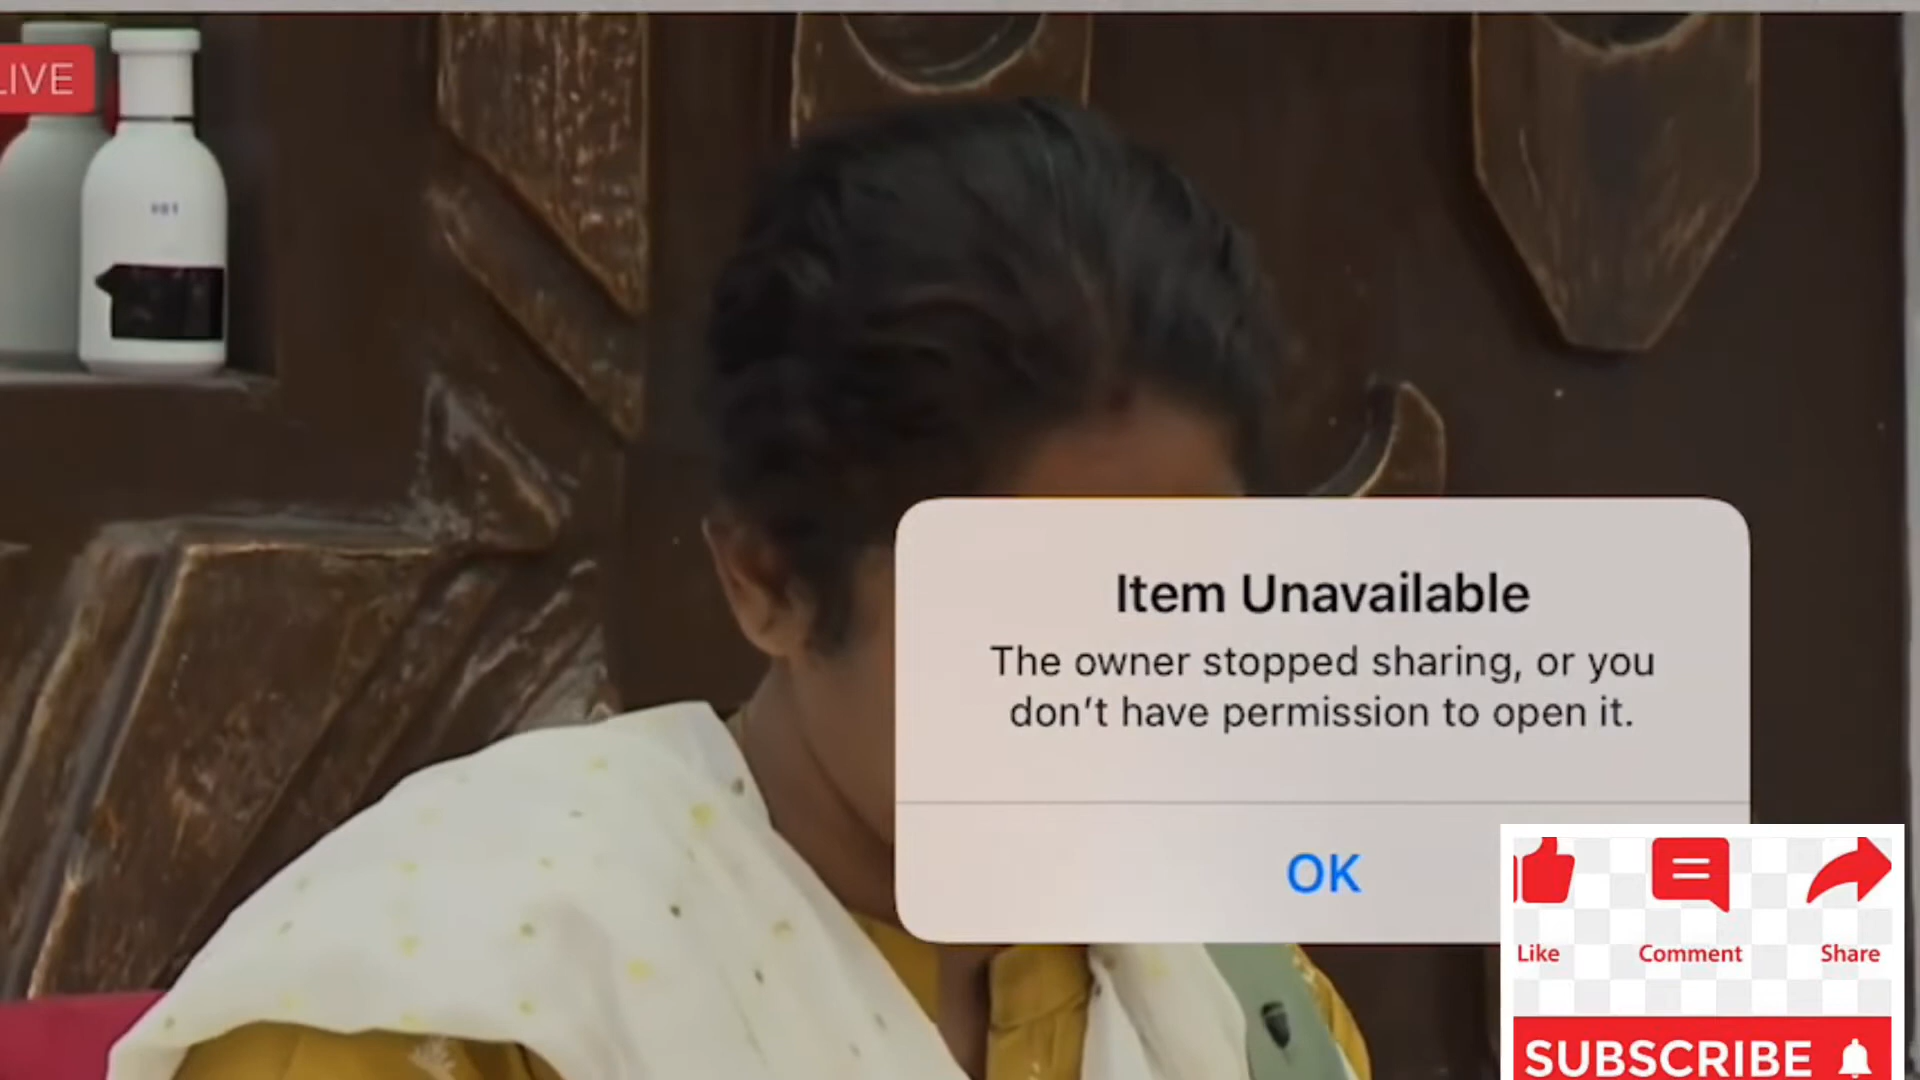 LIVE
Item Unavailable
The owner stopped sharing, or you
don’t have permission to open it.
OK
Like
Comment
Share
SUBSCRIBE